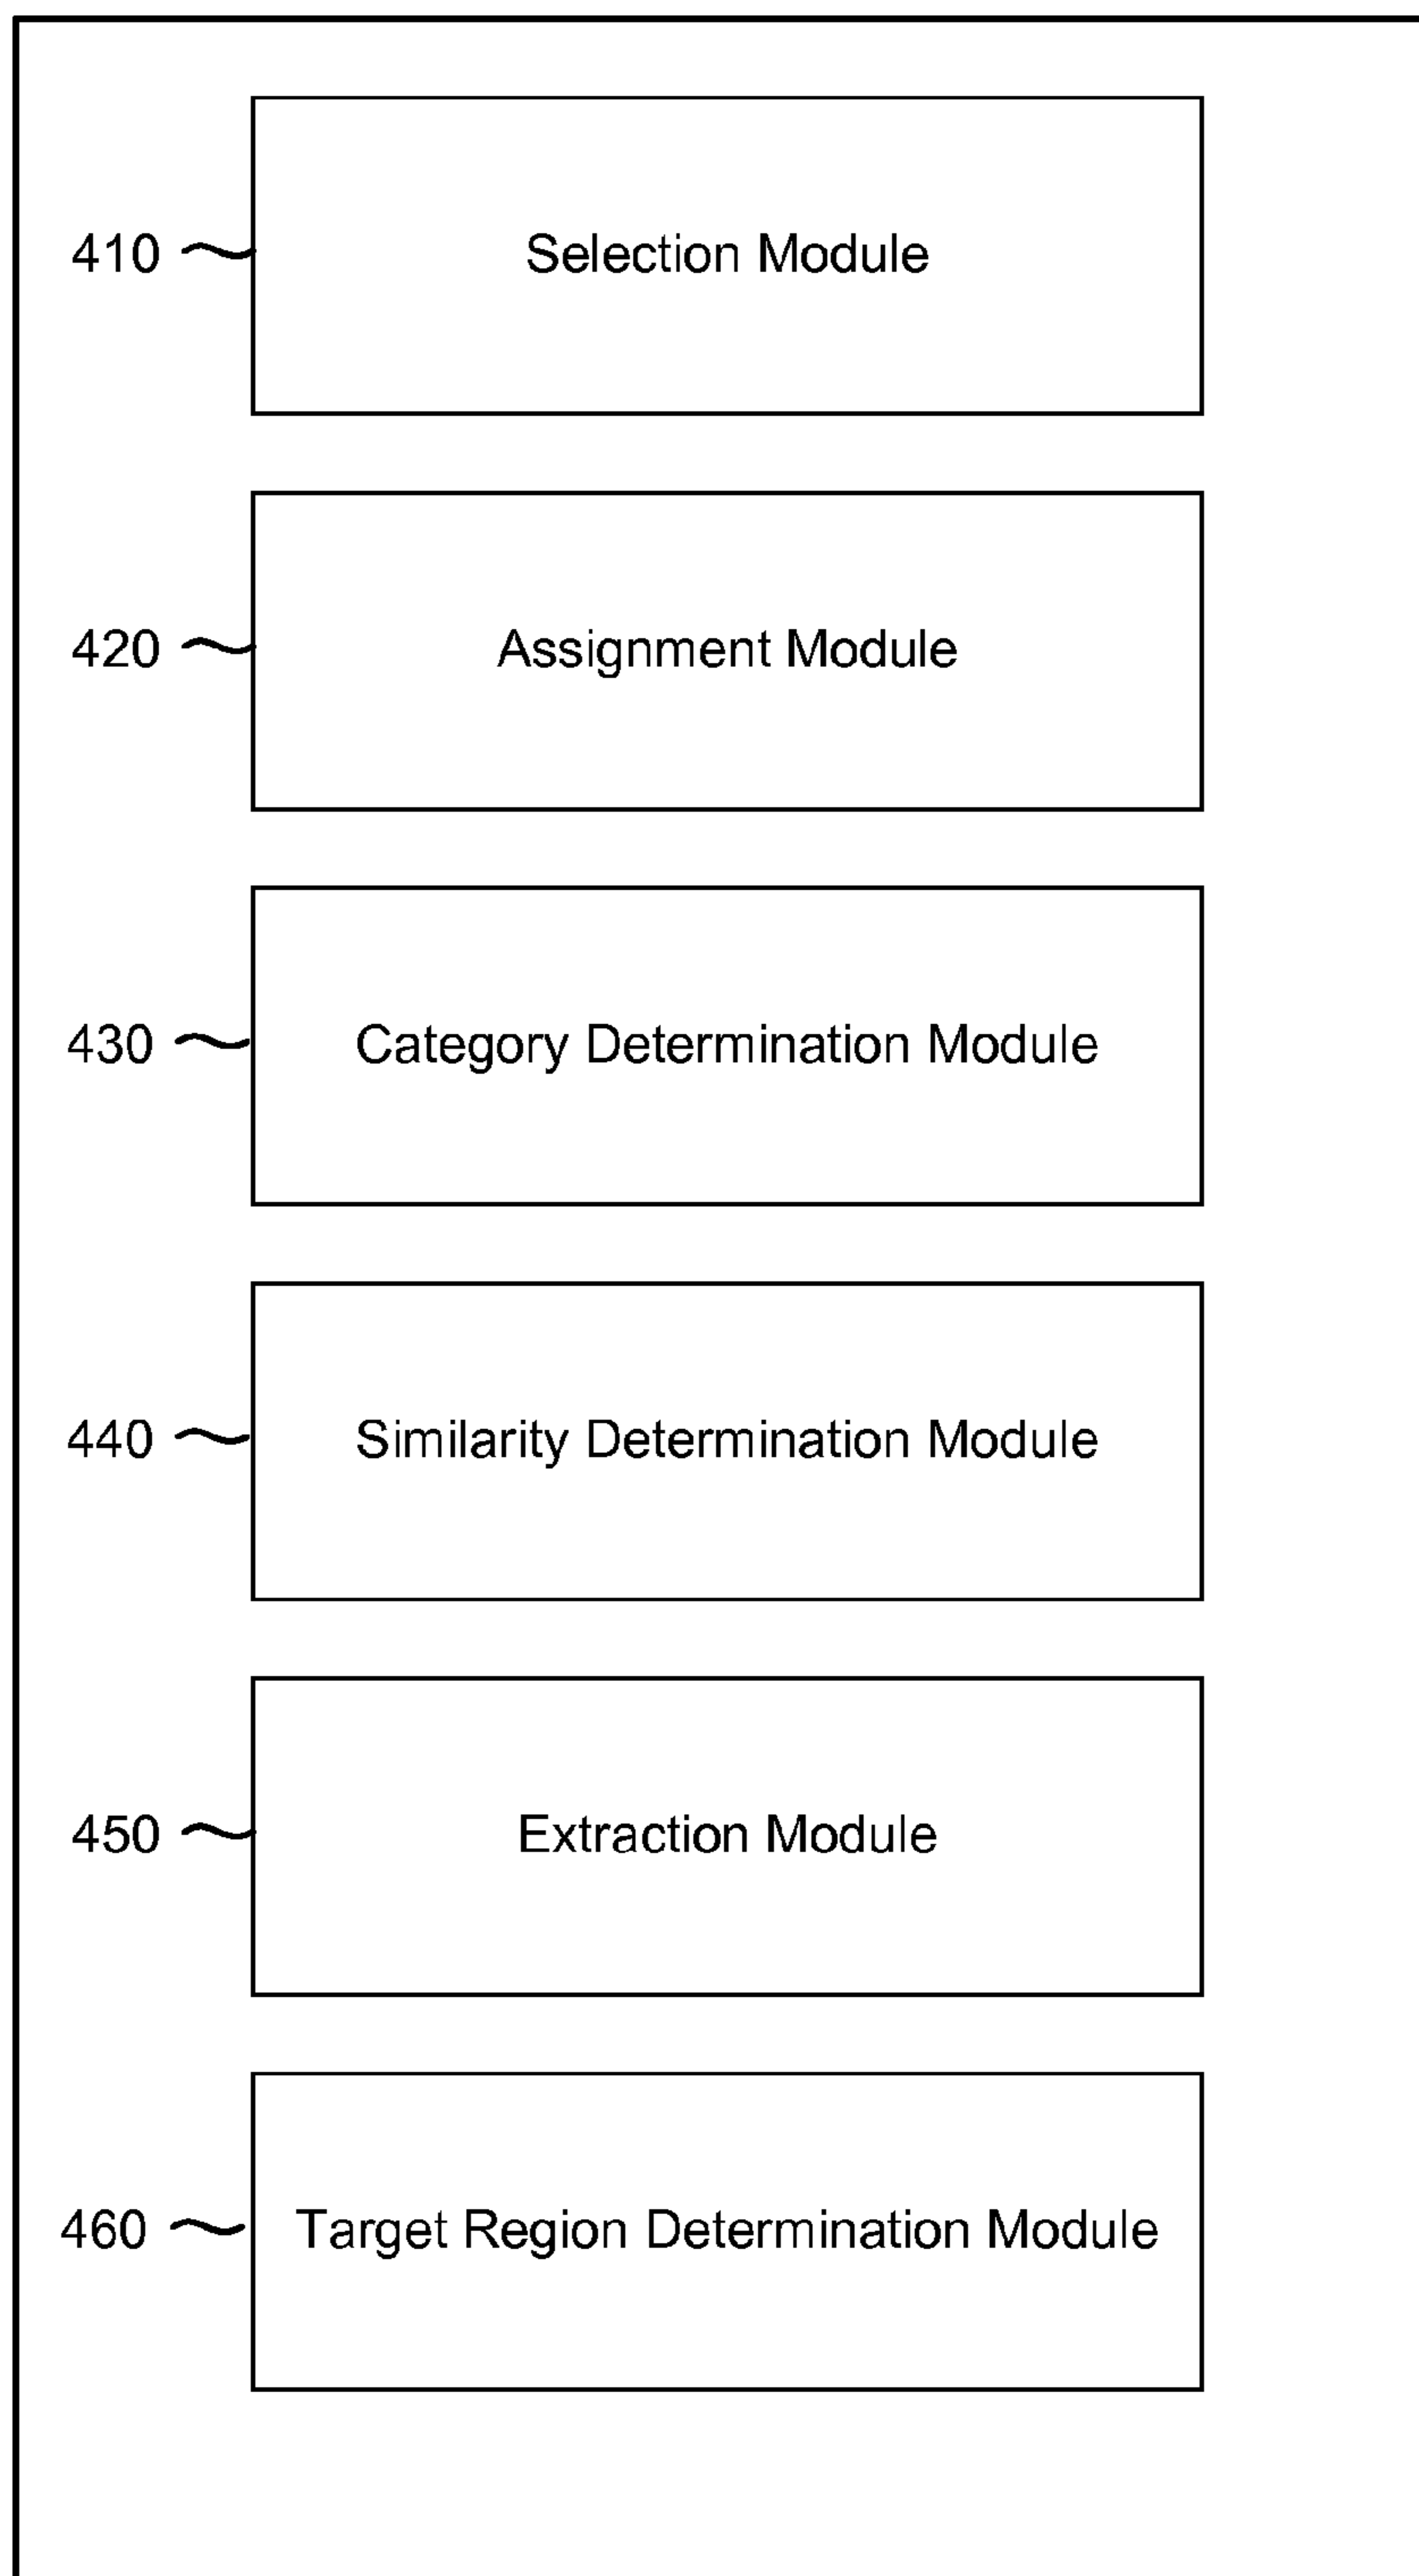 410 Selection Module
420 Assignment Module
430 Category Determination Module
440 Similarity Determination Module
450 Extraction Module
460 Target Region Determination Module